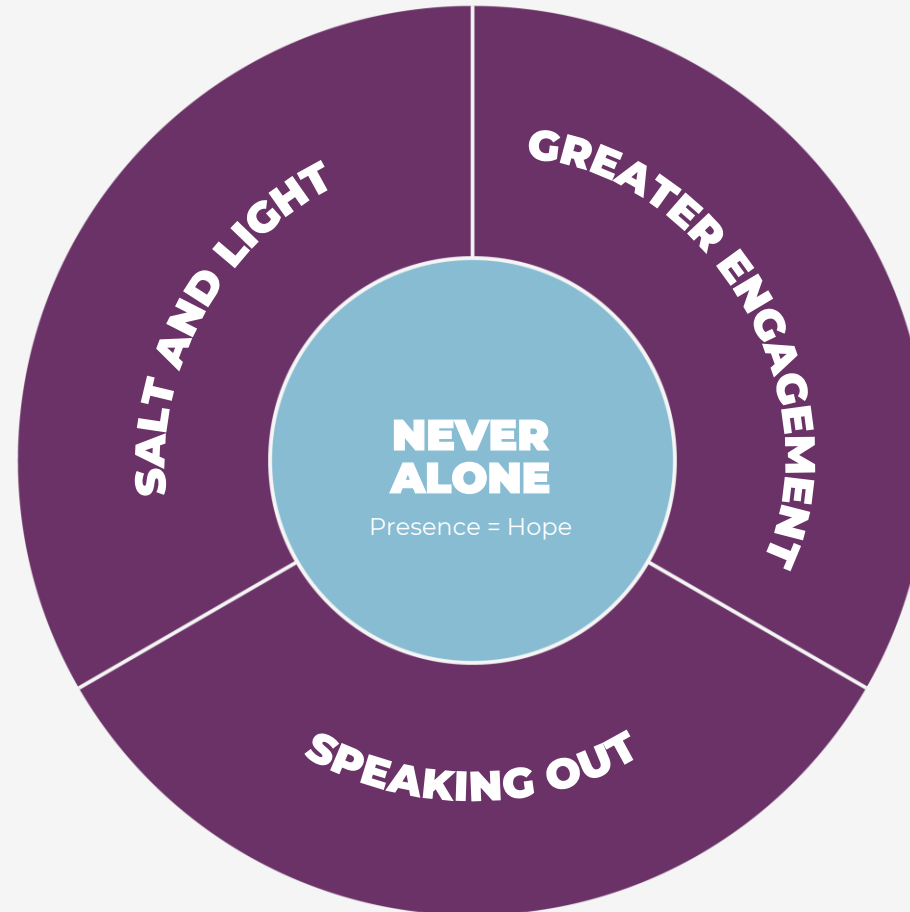 SALT AND LIGHT
GREATER ENGAGEMENT
NEVER
ALONE
Presence = Hope
SPEAKING OUT